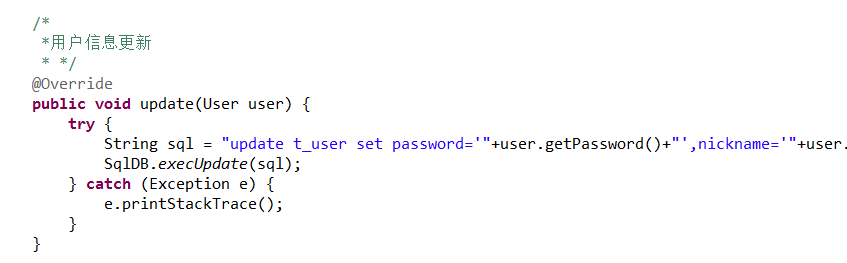 /*
*用户信息更新
* */
@Override
public void update(User user) {
try {
String sql = "update t_user set password='"+user.getPassword()+"',nickname='"+user.
SqlDB.execUpdate(sql);
} catch (Exception e) {
e.printStackTrace();
}
}